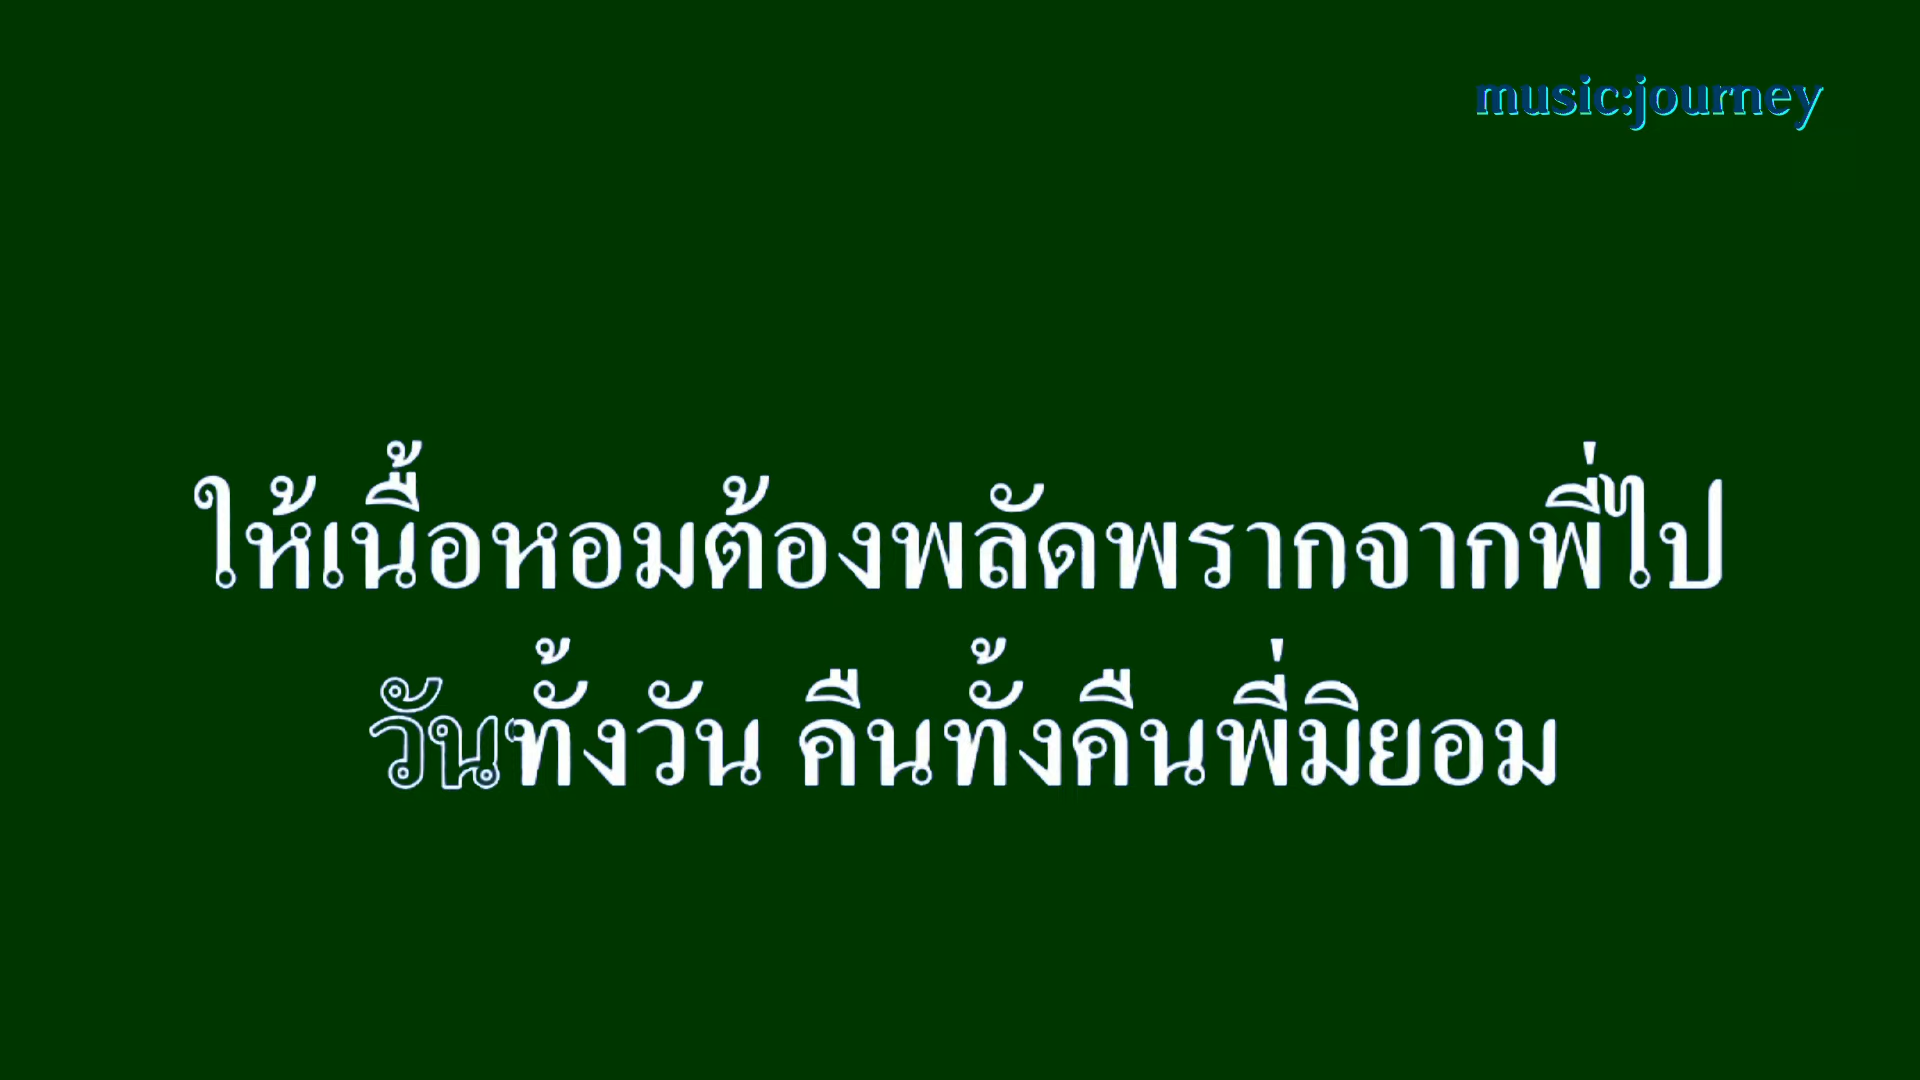 music:journey
ให้เนื้อหอมต้องพลัดพรากจากพี่ไป
วันทั้งวัน คืนทั้งคืนพี่มิยอม